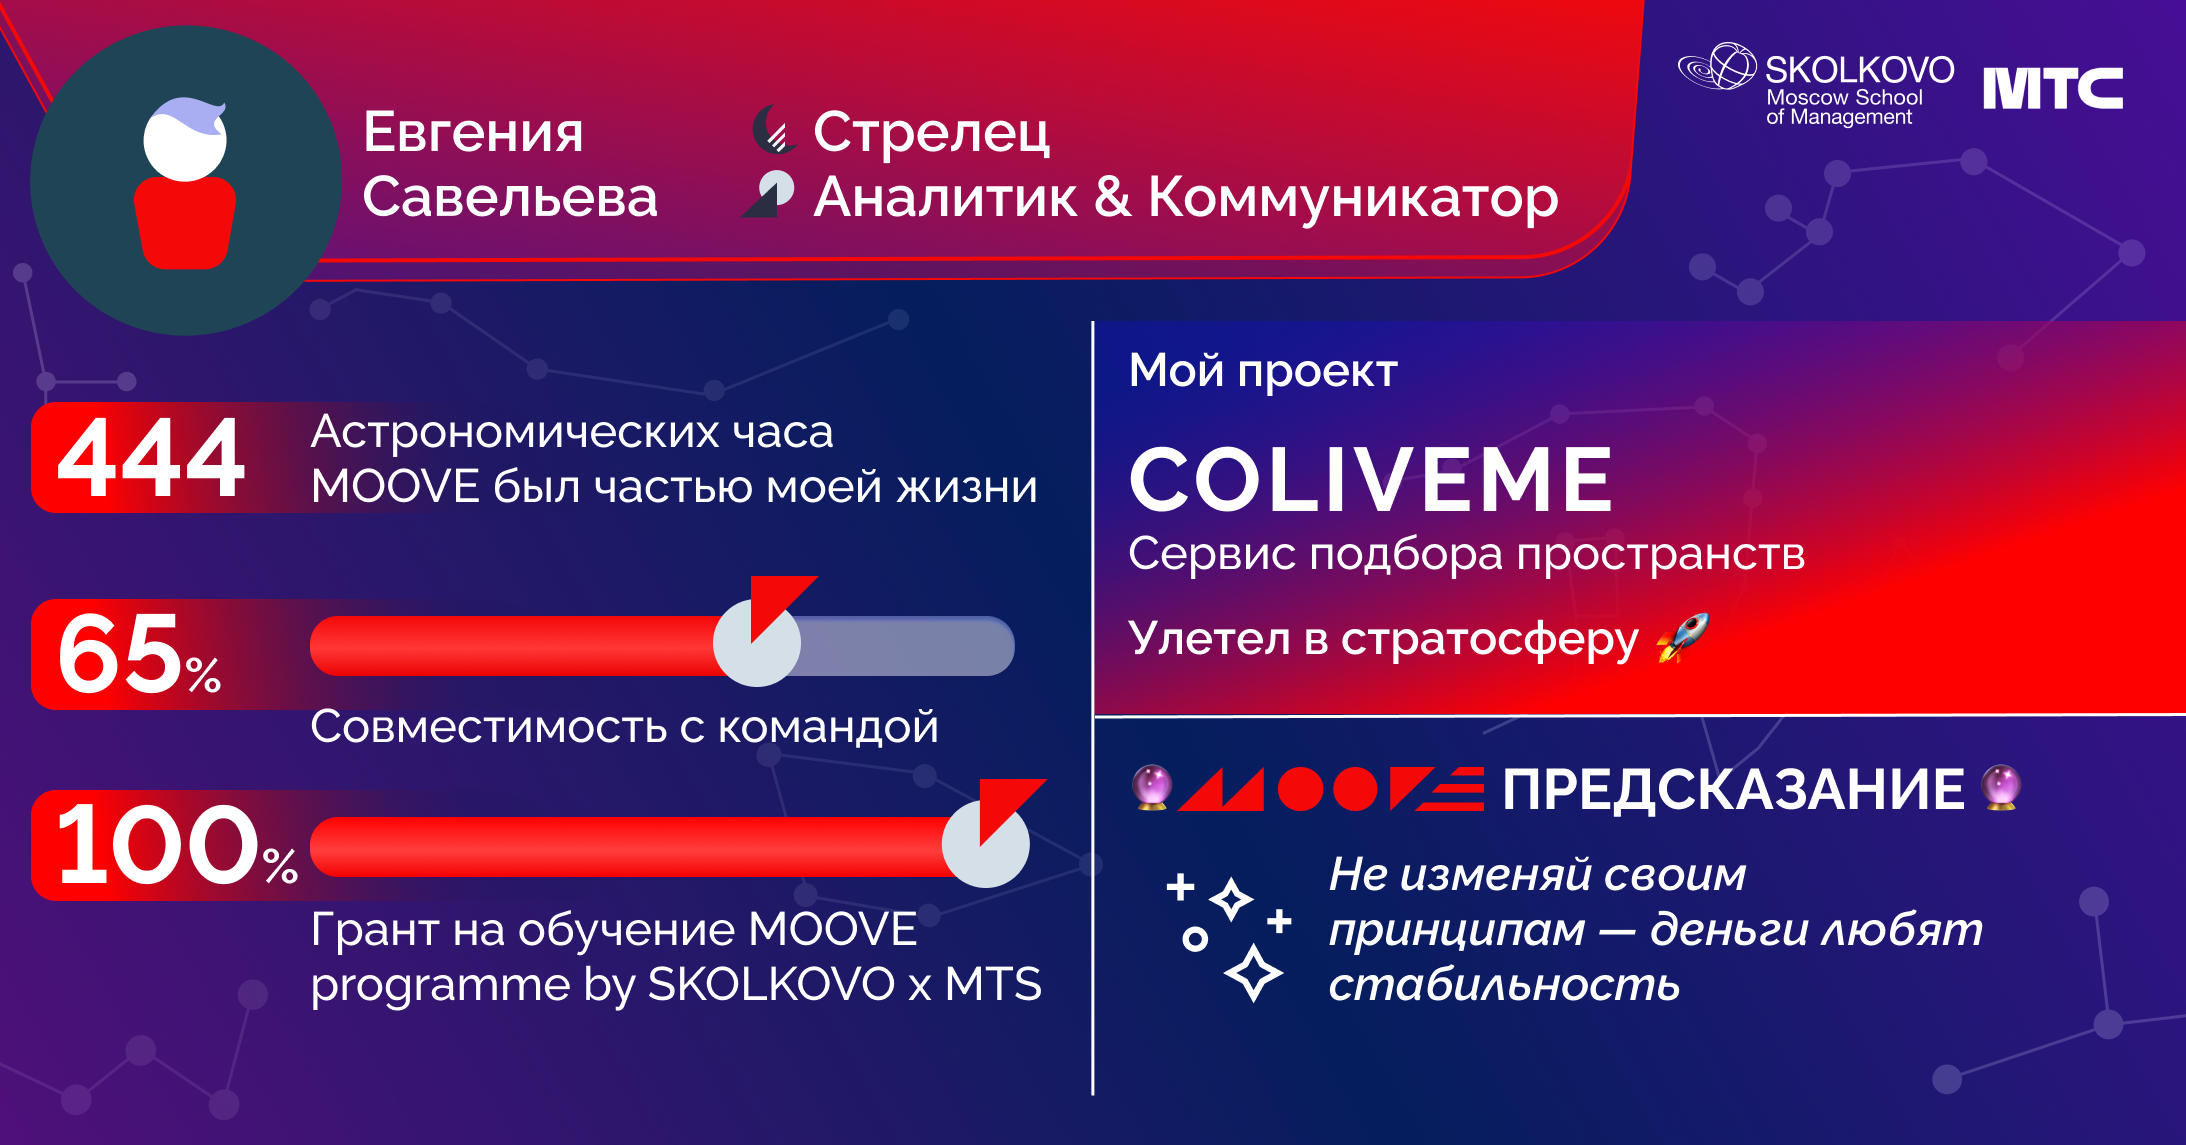 Евгения
Савельева
Стрелец
Аналитик & Коммуникатор
SKOLKOVO
Moscow School
of Management
МТС
444
Астрономических часа
MOOVE был частью моей жизни
65%
Совместимость с командой
100%
Грант на обучение MOOVE
programme by SKOLKOVO x MTS
Мой проект
COLIVEME
Сервис подбора пространств
Улетел в стратосферу 🚀
🔮 MOOVE ПРЕДСКАЗАНИЕ 🔮
Не изменяй своим
принципам — деньги любят
стабильность